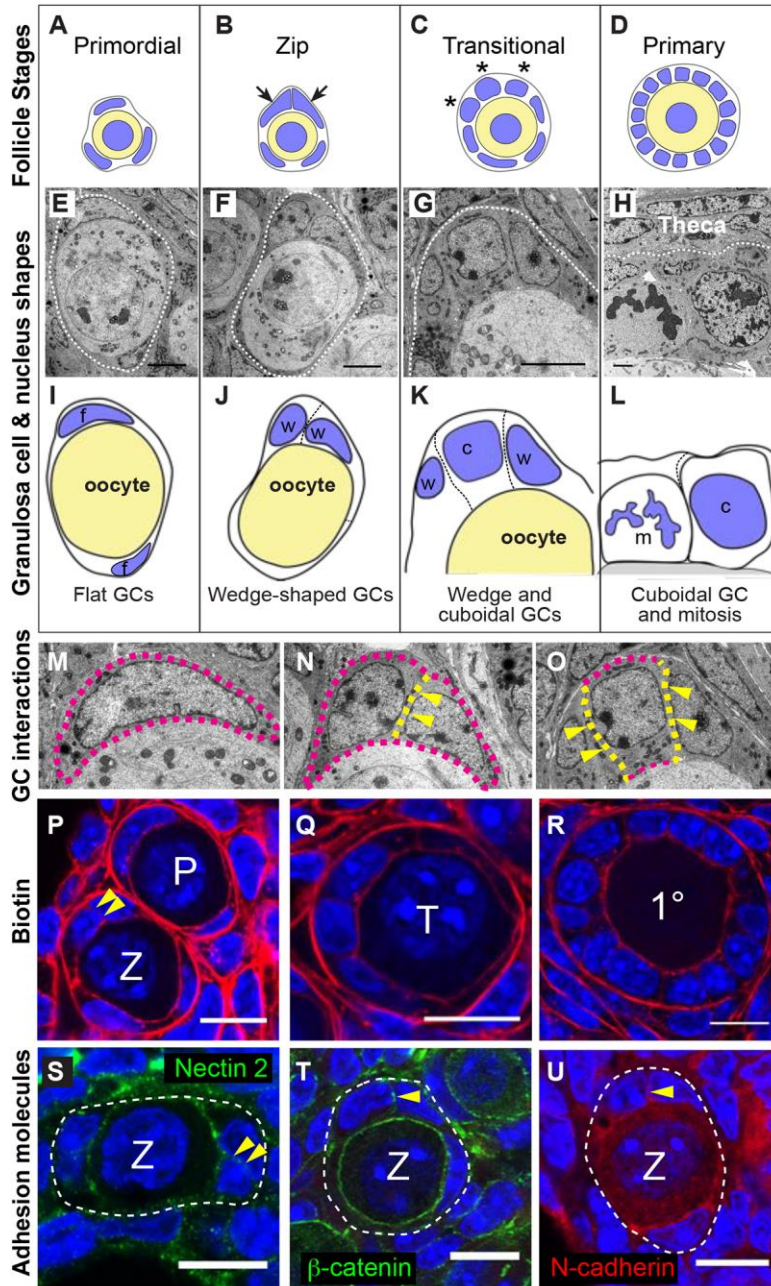 Follicle Stages
A
Primordial
B
Zip
C
Transitional
* * *
D
Primary
Granulosa cell & nucleus shapes
E
F
G
H
Theca
I
f
oocyte
f
Flat GCs
J
w w
oocyte
Wedge-shaped GCs
K
w c w
oocyte
Wedge and
cuboidal GCs
L
m c
Cuboidal GC
and mitosis
GC interactions
M
N
O
Biotin
P
P
Z
Q
T
R
1°
Adhesion molecules
S
Nectin 2
Z
T
Z
β-catenin
U
Z
N-cadherin